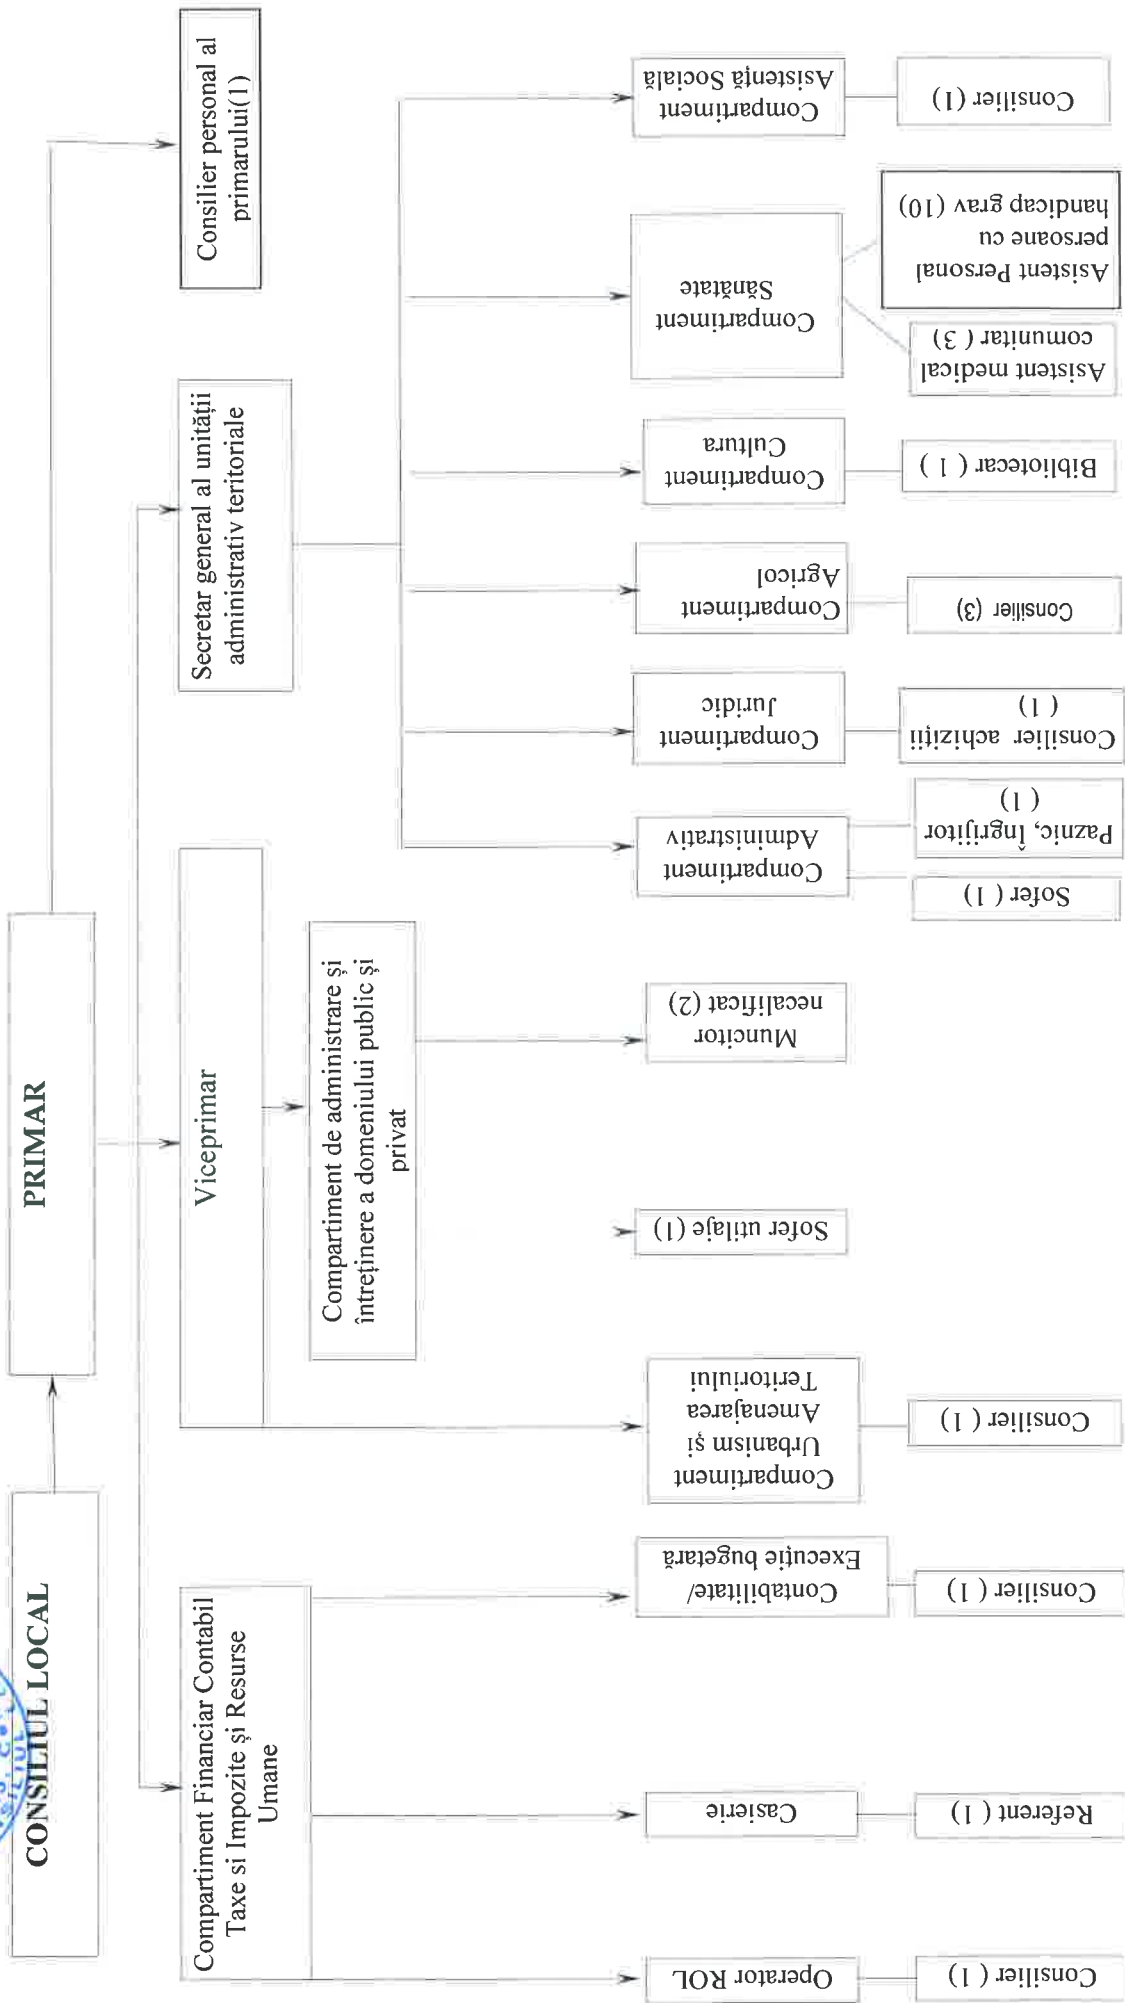 CONSILIUL LOCAL
PRIMAR
Compartiment Financiar Contabil
Taxe si Impozite și Resurse
Umane
Viceprimar
Secretar general al unității
administrativ teritoriale
Consilier personal al
primarului(1)
Compartiment de administrare și
întreținere a domeniului public și
privat
Operator ROL
Casierie
Contabilitate/
Execuție bugetară
Compartiment
Urbanism și
Amenajarea
Teritoriului
Sofer utilaje (1)
Muncitor
necalificat (2)
Compartiment
Administrativ
Compartiment
Juridic
Compartiment
Agricol
Compartiment
Cultura
Compartiment
Sănătate
Compartiment
Asistență Socială
Consilier ( 1)
Referent ( 1)
Consilier ( 1)
Consilier ( 1)
Sofer ( 1)
Paznic, Îngrijitor
( 1)
Consilier achiziții
( 1)
Consilier (3)
Bibliotecar ( 1 )
Asistent medical
comunitar ( 3)
Asistent Personal
persoane cu
handicap grav (10)
Consilier (1)